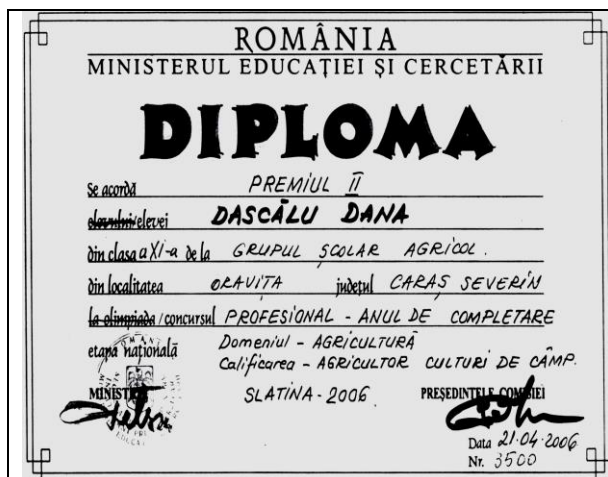 ROMÂNIA
MINISTERUL EDUCAȚIEI ȘI CERCETĂRII
DIPLOMA
Se acordă PREMIUL II
elevului/elevei DASCĂLU DANA
din clasa a XI-a de la GRUPUL ȘCOLAR AGRICOL.
din localitatea ORAVIȚA județul CARAȘ SEVERIN
la olimpiada /concursul PROFESIONAL - ANUL DE COMPLETARE
etapa națională Domeniul - AGRICULTURĂ
Calificarea - AGRICULTOR CULTURI DE CÂMP.
MINISTRU SLATINA - 2006 PREȘEDINTELE COMISIEI
Data 21.04.2006
Nr. 3500